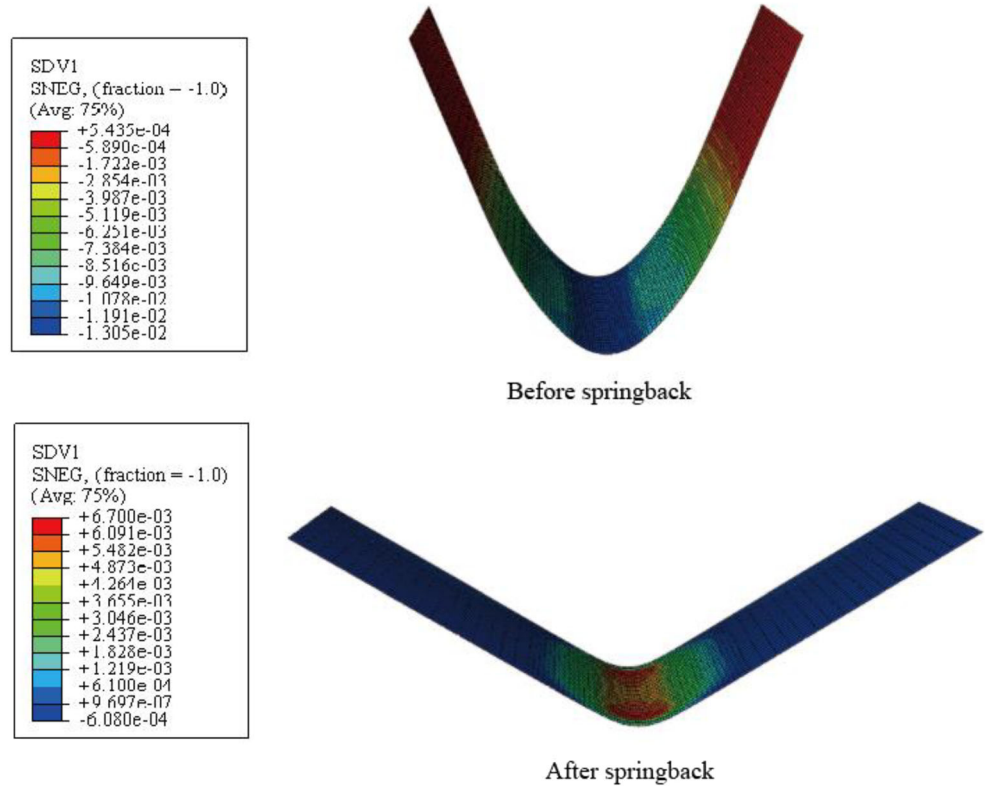 SDV1
SNEG, (fraction = -1.0)
(Avg: 75%)
+5.435e-04
-5.890e-04
-1.722e-03
-2.854e-03
-3.987e-03
-5.119e-03
-6.251e-03
-7.384e-03
-8.516e-03
-9.649e-03
-1.078e-02
-1.191e-02
-1.305e-02
Before springback
SDV1
SNEG, (fraction = -1.0)
(Avg: 75%)
+6.700e-03
+6.091e-03
+5.482e-03
+4.873e-03
+4.264e-03
+3.655e-03
+3.046e-03
+2.437e-03
+1.828e-03
+1.219e-03
+6.100e-04
+9.697e-07
-6.080e-04
After springback